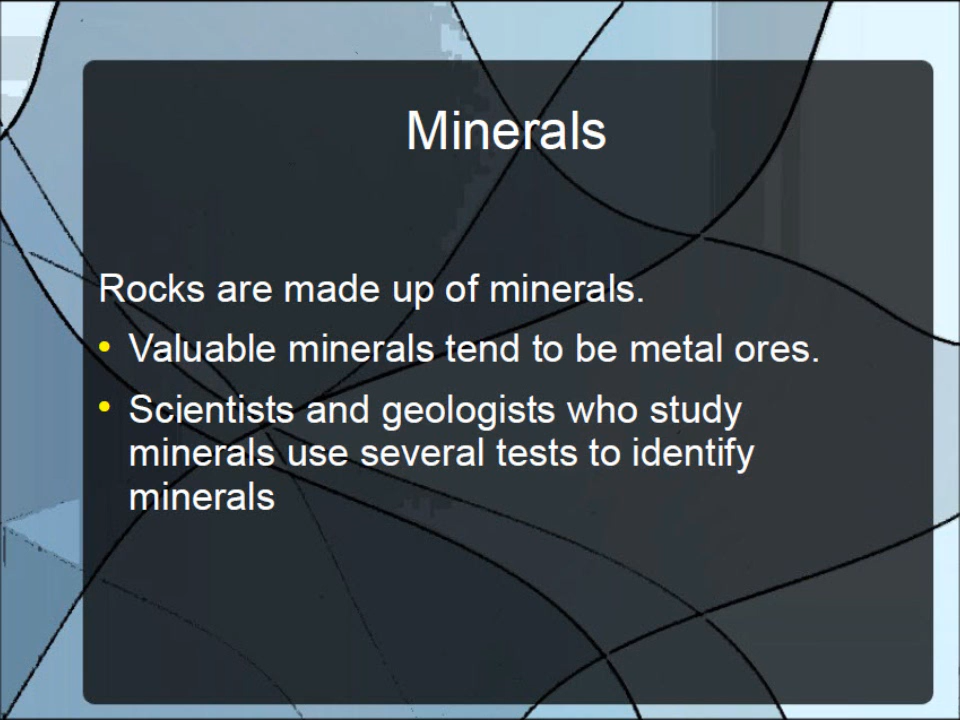 Minerals
Rocks are made up of minerals.
• Valuable minerals tend to be metal ores.
• Scientists and geologists who study
minerals use several tests to identify
minerals